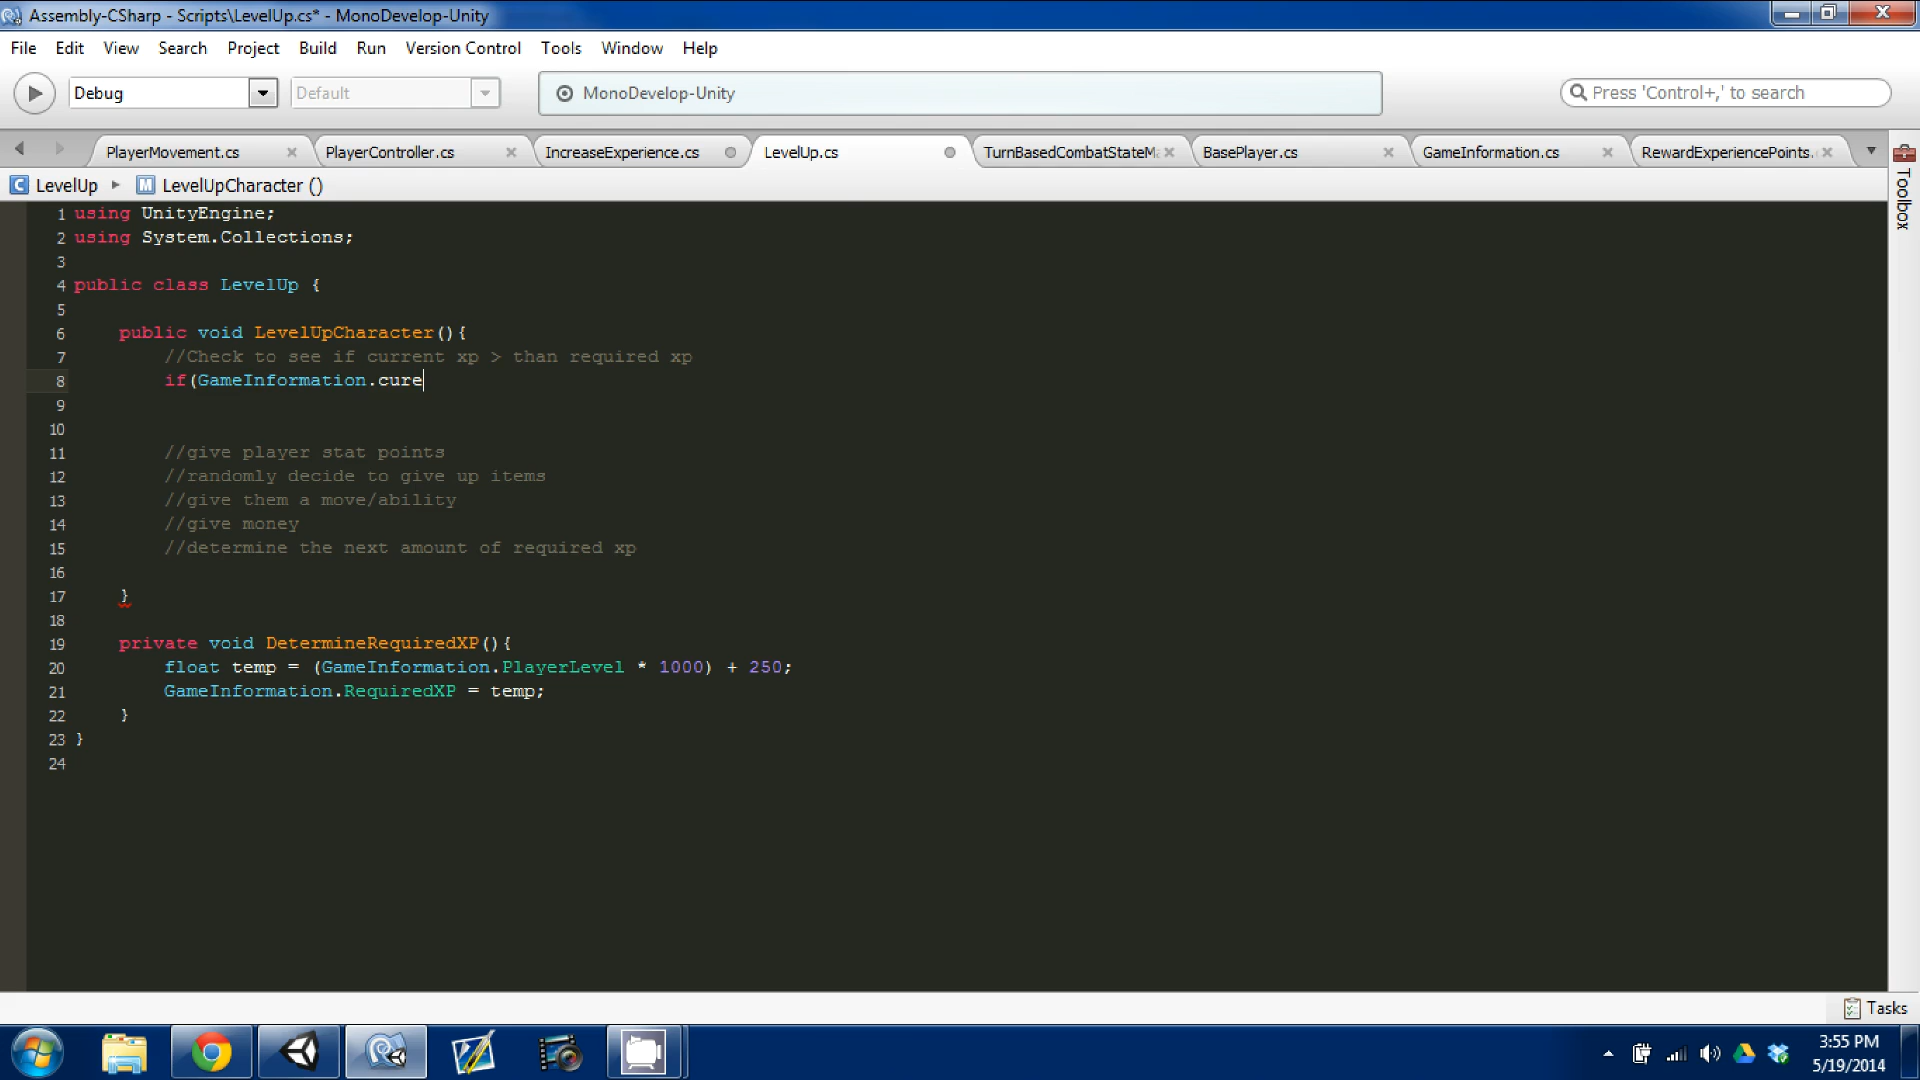 Assembly-CSharp - Scripts\LevelUp.cs* - MonoDevelop-Unity
File Edit View Search Project Build Run Version Control Tools Window Help
Debug Default MonoDevelop-Unity Press 'Control+,' to search
PlayerMovement.cs PlayerController.cs IncreaseExperience.cs LevelUp.cs TurnBasedCombatStateMa BasePlayer.cs GameInformation.cs RewardExperiencePoints.
LevelUp LevelUpCharacter ()
Toolbox
1 using UnityEngine;
2 using System.Collections;
3
4 public class LevelUp {
5
6 public void LevelUpCharacter(){
7 //Check to see if current xp > than required xp
8 if(GameInformation.cure
9
10
11 //give player stat points
12 //randomly decide to give up items
13 //give them a move/ability
14 //give money
15 //determine the next amount of required xp
16
17 }
18
19 private void DetermineRequiredXP(){
20 float temp = (GameInformation.PlayerLevel * 1000) + 250;
21 GameInformation.RequiredXP = temp;
22 }
23 }
24
Tasks
3:55 PM
5/19/2014